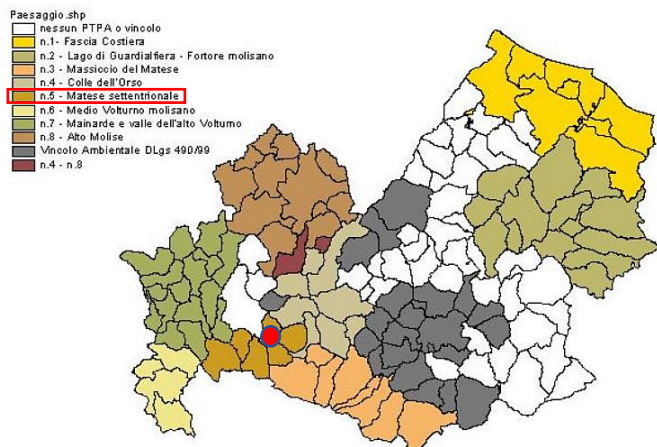 Paesaggio.shp
nessun PTPA o vincolo
n.1- Fascia Costiera
n.2 - Lago di Guardialfiera - Fortore molisano
n.3 - Massiccio del Matese
n.4 - Colle dell'Orso
n.5 - Matese settentrionale
n.6 - Medio Volturno molisano
n.7 - Mainarde e valle dell'alto Volturno
n.8 - Alto Molise
Vincolo Ambientale DLgs 490/99
n.4 - n.8